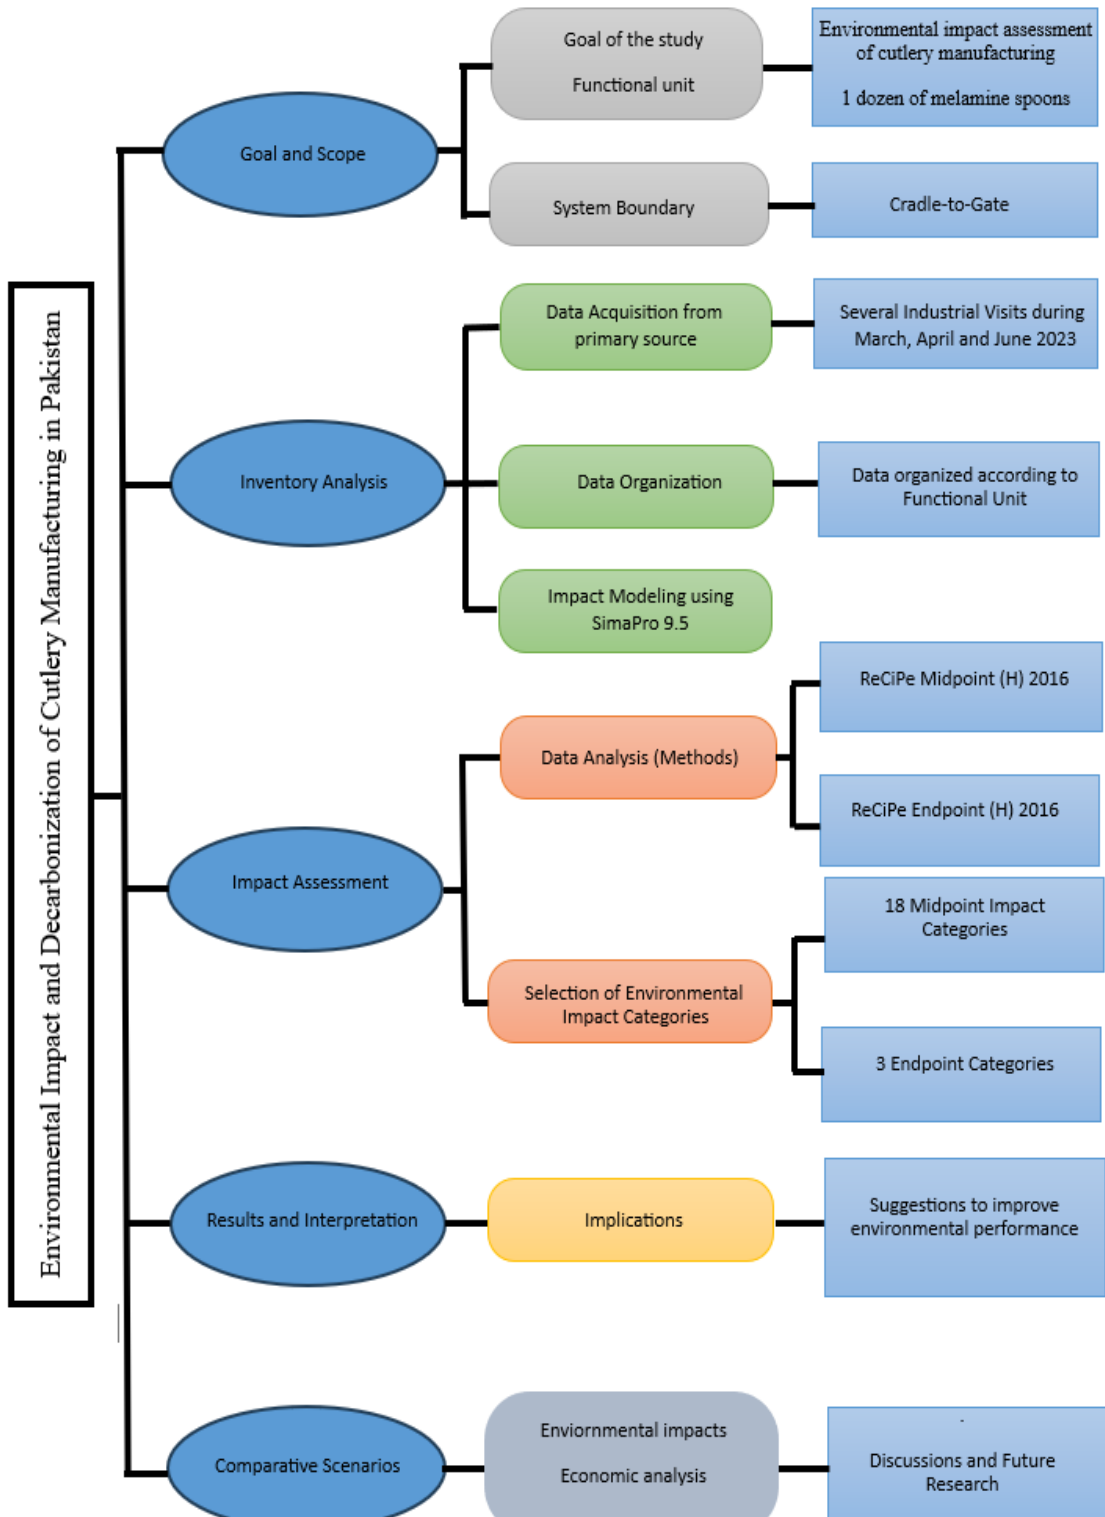 Environmental Impact and Decarbonization of Cutlery Manufacturing in Pakistan
Goal and Scope
Goal of the study
Functional unit
Environmental impact assessment
of cutlery manufacturing
1 dozen of melamine spoons
System Boundary
Cradle-to-Gate
Inventory Analysis
Data Acquisition from
primary source
Several Industrial Visits during
March, April and June 2023
Data Organization
Data organized according to
Functional Unit
Impact Modeling using
SimaPro 9.5
Impact Assessment
Data Analysis (Methods)
ReCiPe Midpoint (H) 2016
ReCiPe Endpoint (H) 2016
Selection of Environmental
Impact Categories
18 Midpoint Impact
Categories
3 Endpoint Categories
Results and Interpretation
Implications
Suggestions to improve
environmental performance
Comparative Scenarios
Enviornmental impacts
Economic analysis
.
Discussions and Future
Research